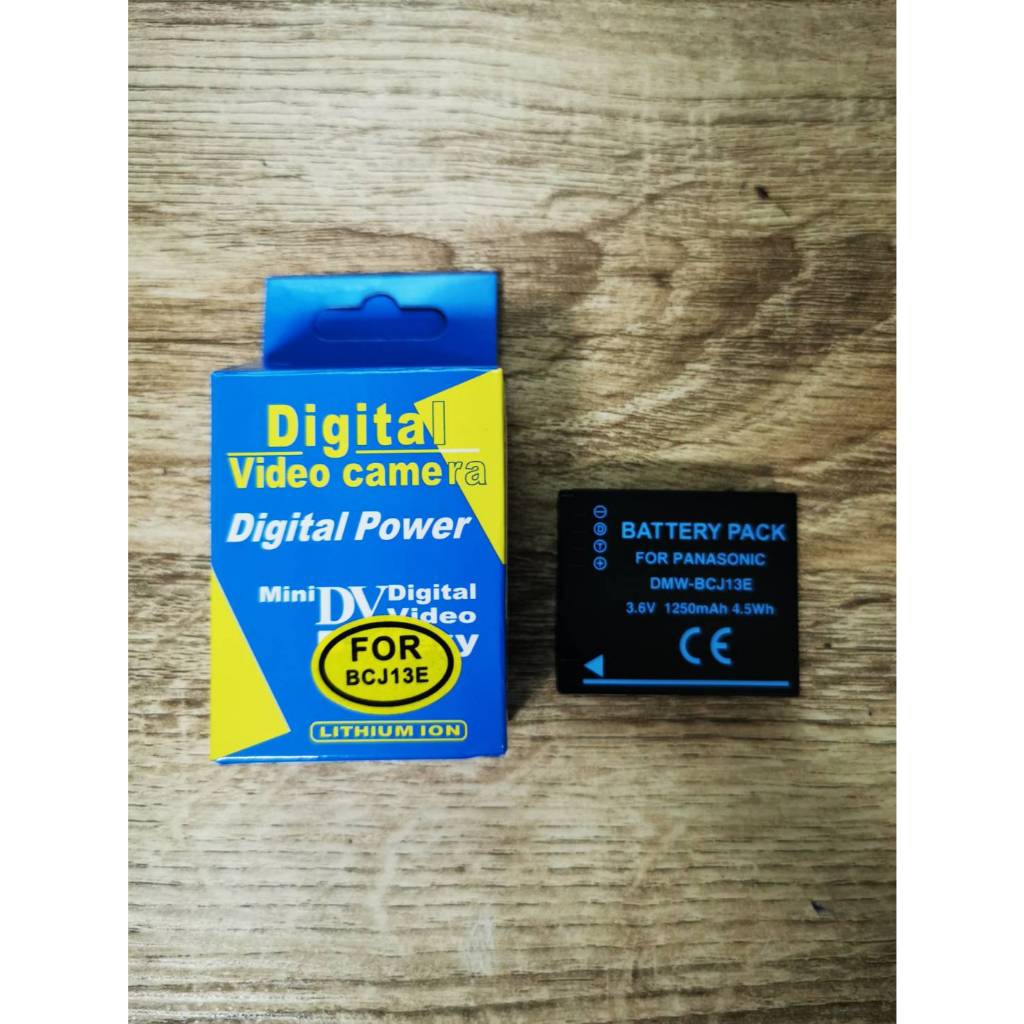 Digital
Video camera
Digital Power
Mini DV Digital
Video
y
FOR
BCJ13E
LITHIUM ION
BATTERY PACK
FOR PANASONIC
DMW-BCJ13E
3.6V 1250mAh 4.5Wh
CE
⊖
D
T
⊕